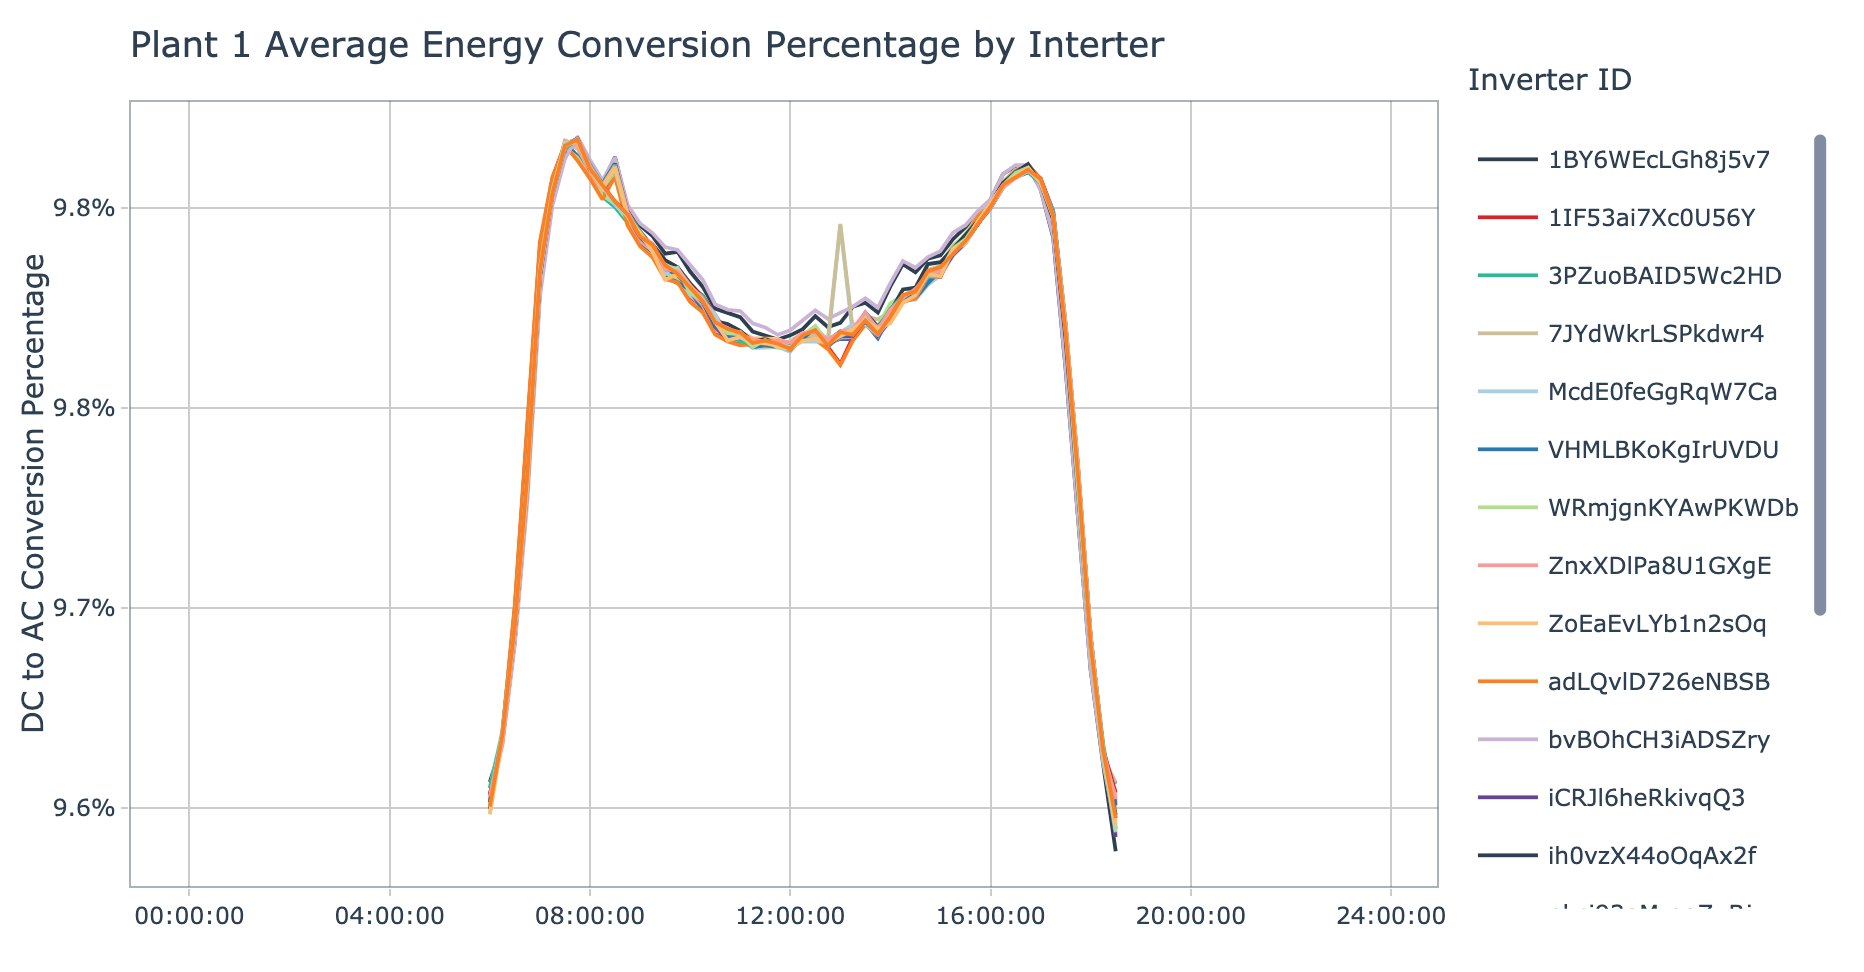 Plant 1 Average Energy Conversion Percentage by Interter
Inverter ID
1BY6WEcLGh8j5v7
1IF53ai7Xc0U56Y
3PZuoBAID5Wc2HD
7JYdWkrLSPkdwr4
McdE0feGgRqW7Ca
VHMLBKoKgIrUVDU
WRmjgnKYAwPKWDb
ZnxXDlPa8U1GXgE
ZoEaEvLYb1n2sOq
adLQvlD726eNBSB
bvBOhCH3iADSZry
iCRJl6heRkivqQ3
ih0vzX44oOqAx2f
DC to AC Conversion Percentage
9.8%
9.8%
9.7%
9.6%
00:00:00
04:00:00
08:00:00
12:00:00
16:00:00
20:00:00
24:00:00